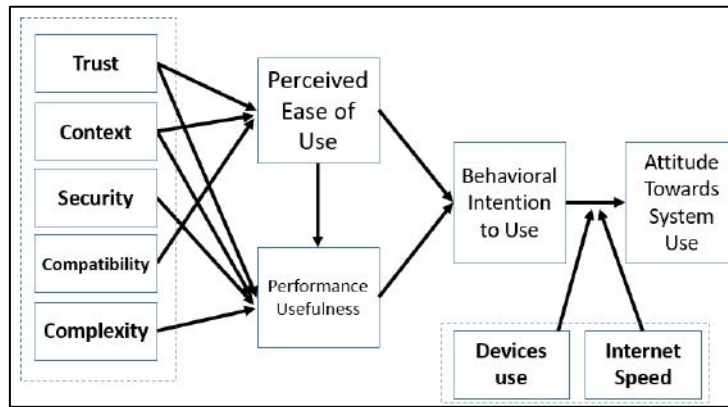 Trust
Context
Security
Compatibility
Complexity
Perceived
Ease of
Use
Performance
Usefulness
Behavioral
Intention
to Use
Attitude
Towards
System
Use
Devices
use
Internet
Speed